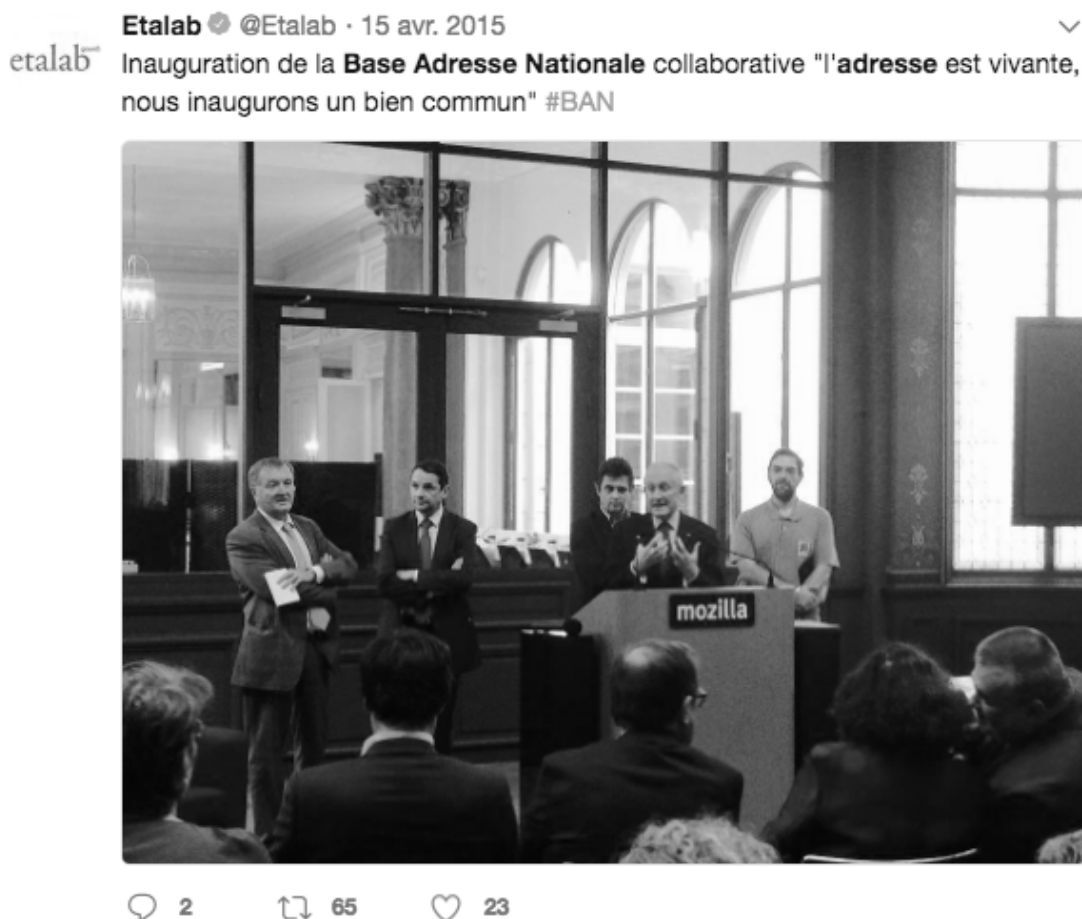 Etalab @Etalab · 15 avr. 2015
etalab
Inauguration de la Base Adresse Nationale collaborative "l'adresse est vivante,
nous inaugurons un bien commun" #BAN
mozilla
2 65 23